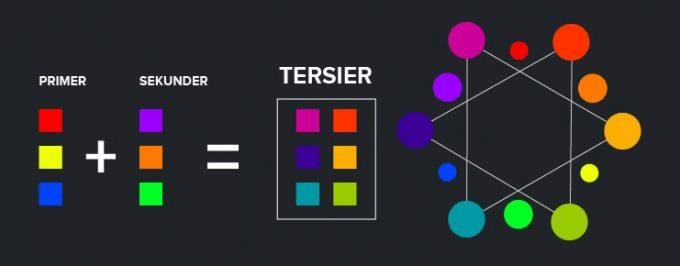 PRIMER
SEKUNDER
TERSIER
+
=